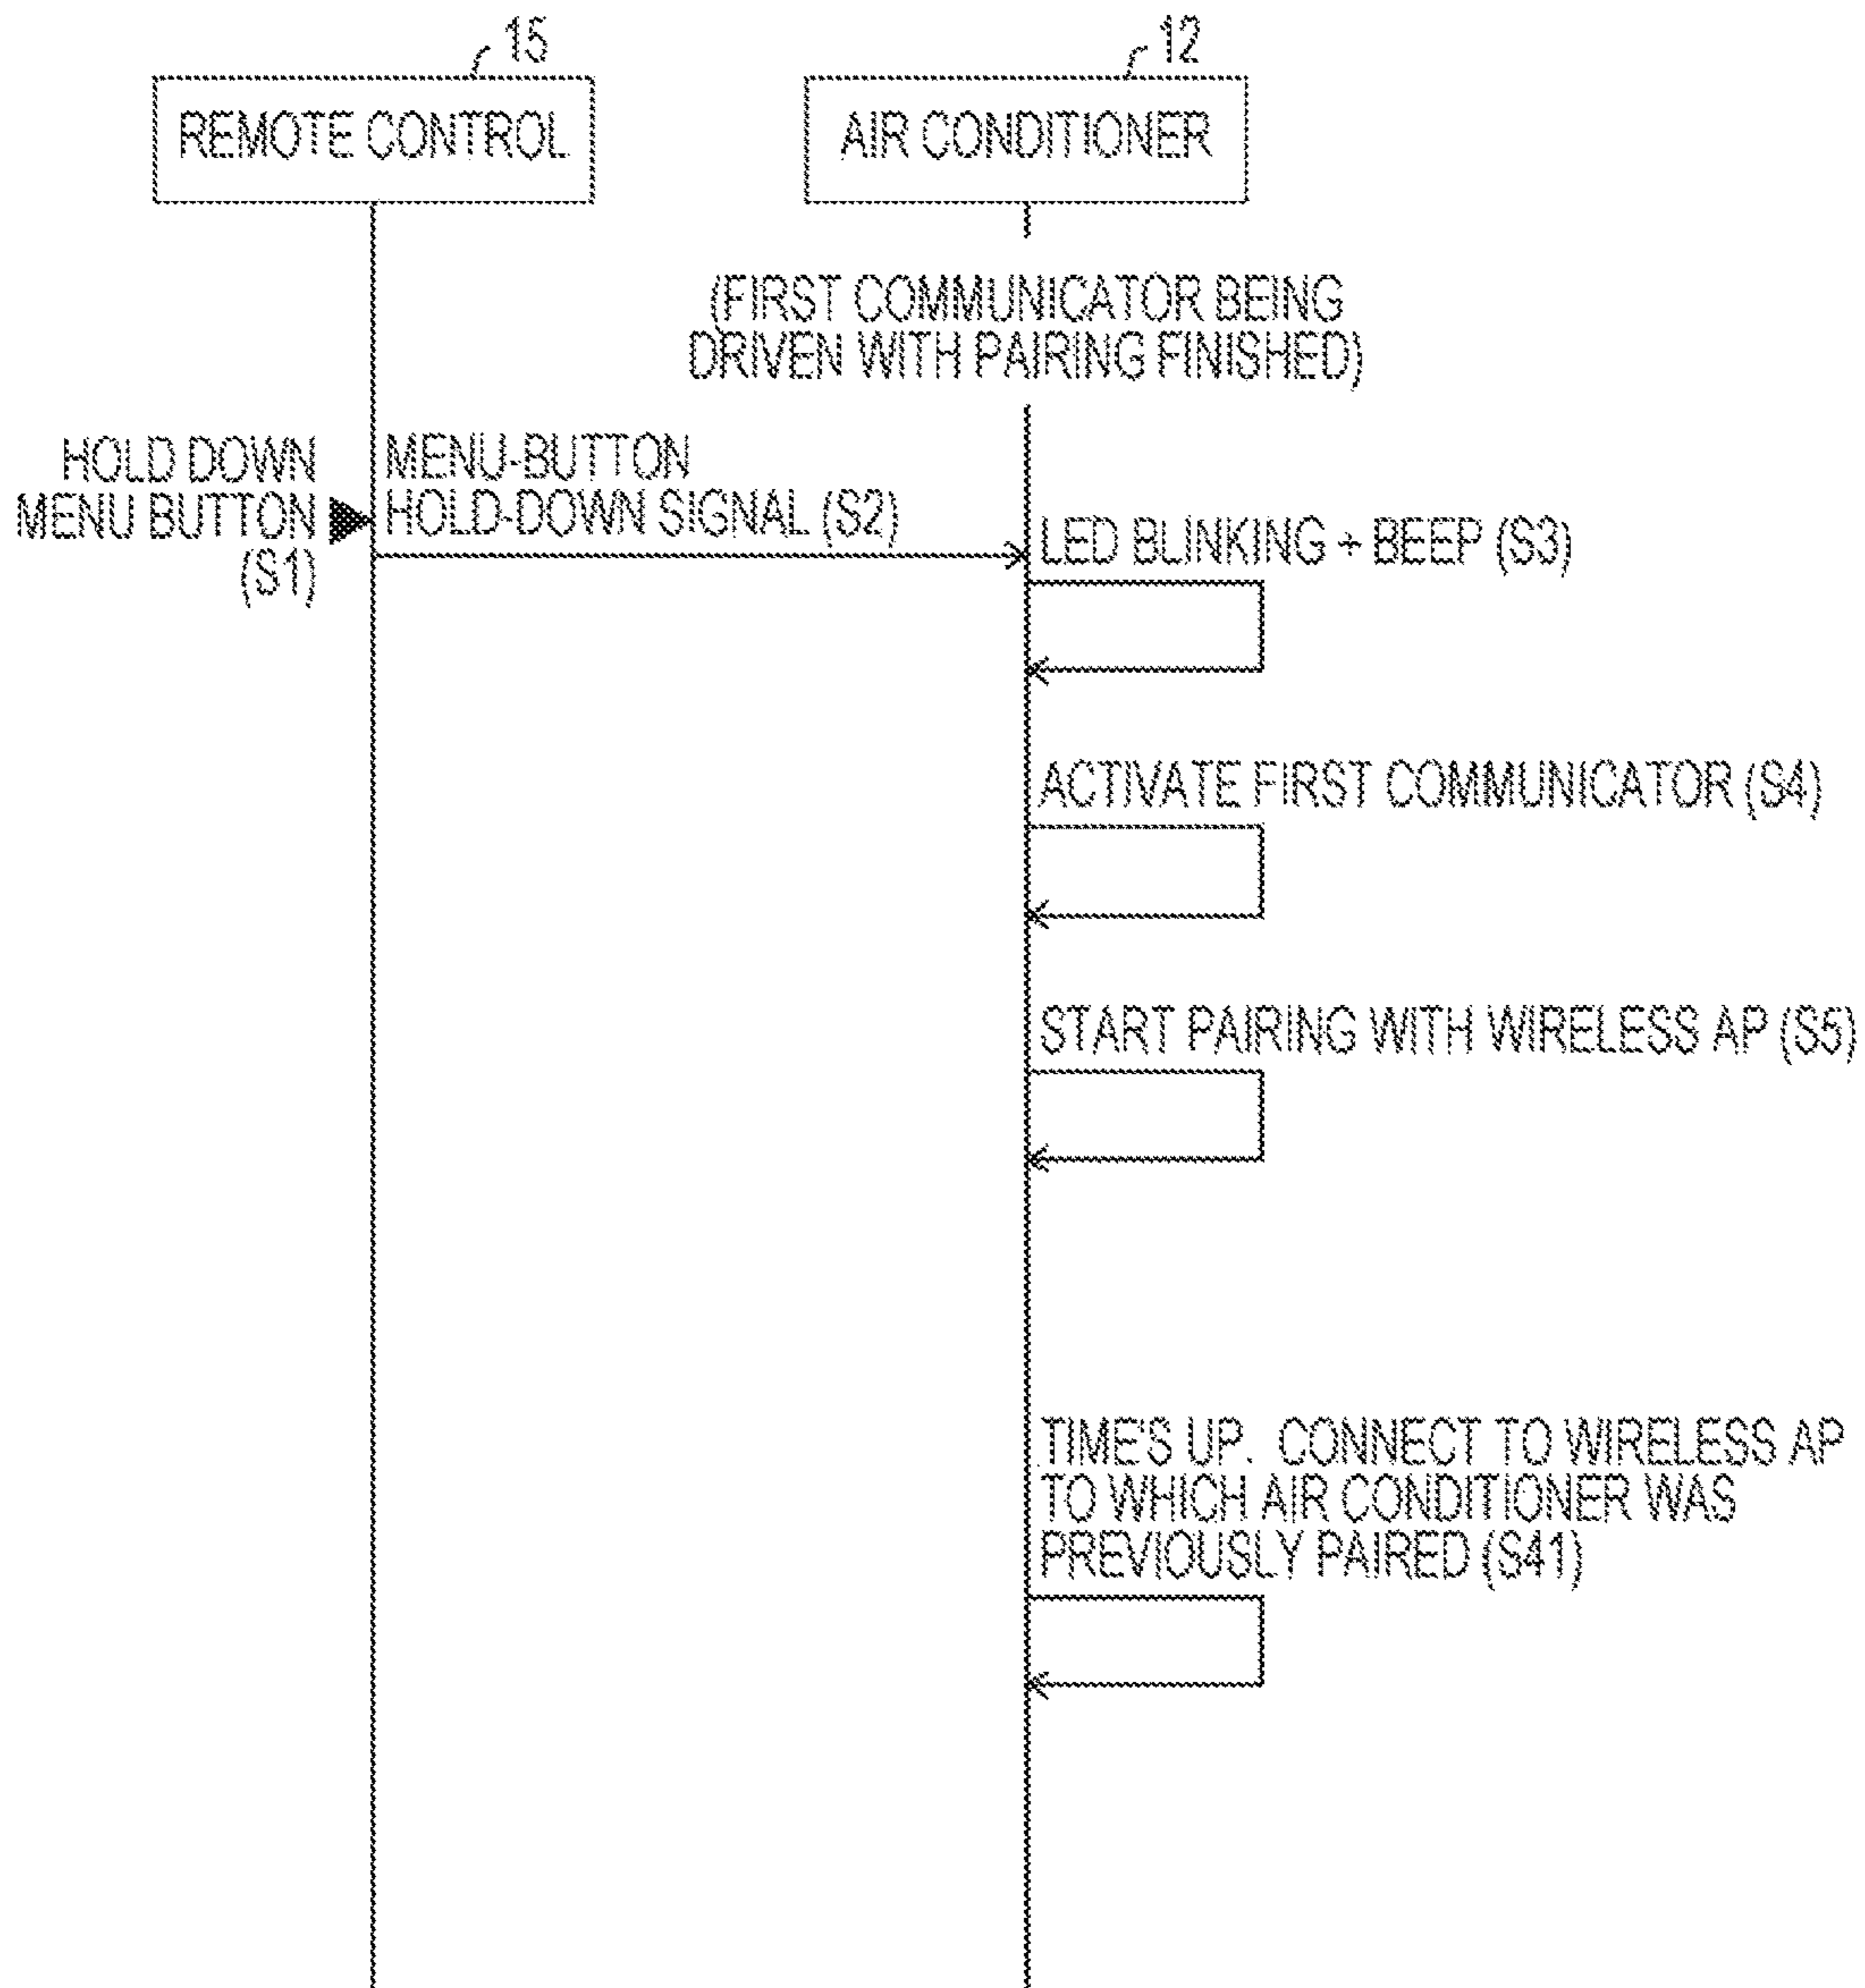 15
12
REMOTE CONTROL
AIR CONDITIONER
(FIRST COMMUNICATOR BEING
DRIVEN WITH PAIRING FINISHED)
HOLD DOWN
MENU BUTTON
(S1)
MENU-BUTTON
HOLD-DOWN SIGNAL (S2)
LED BLINKING + BEEP (S3)
ACTIVATE FIRST COMMUNICATOR (S4)
START PAIRING WITH WIRELESS AP (S5)
TIME'S UP. CONNECT TO WIRELESS AP
TO WHICH AIR CONDITIONER WAS
PREVIOUSLY PAIRED (S41)